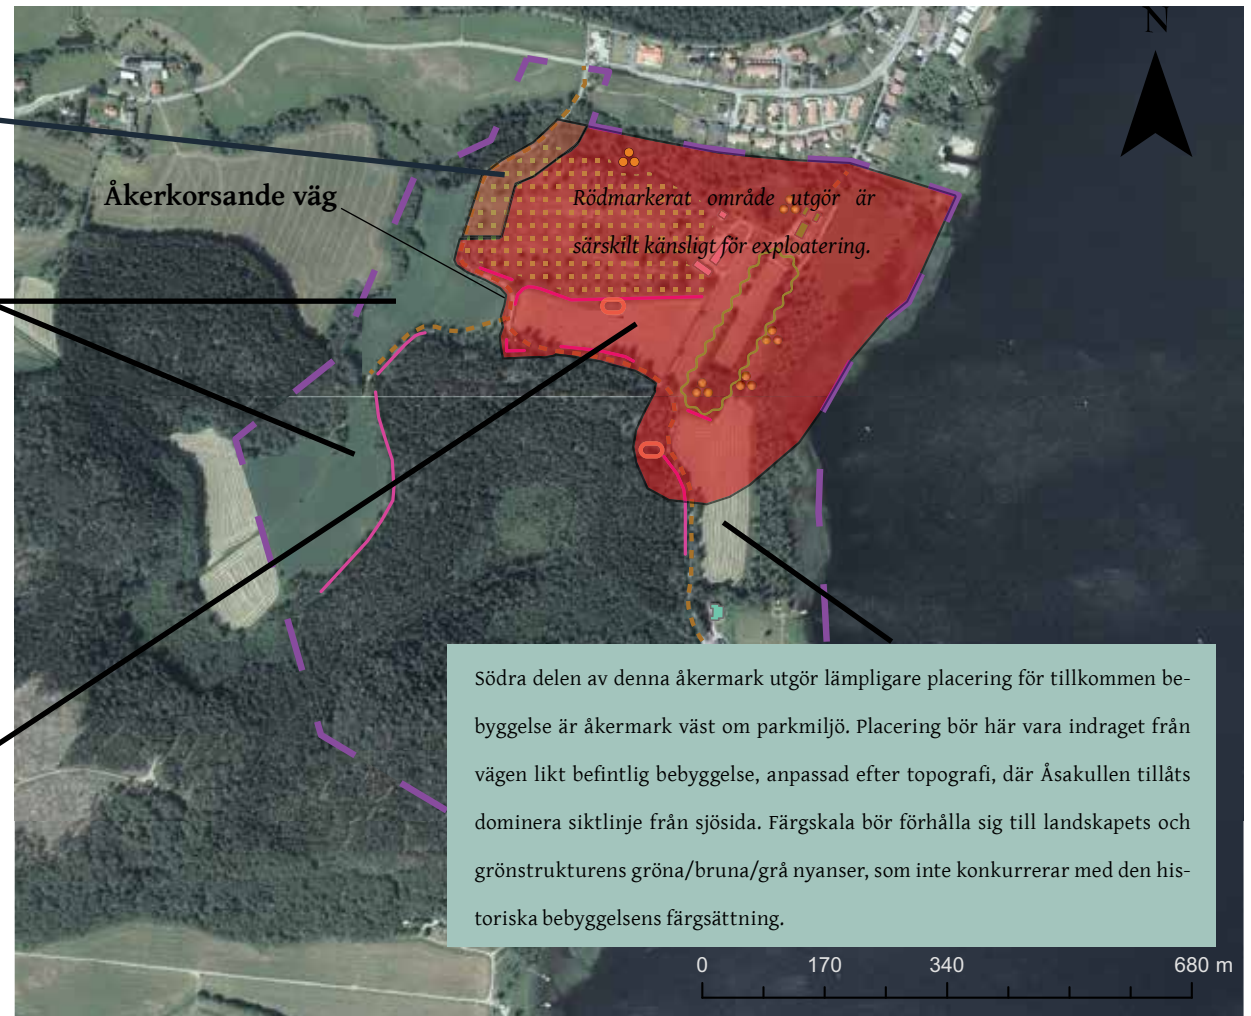 N
Åkerkorsande väg
Rödmarkerat område utgör är
särskilt känsligt för exploatering.
Södra delen av denna åkermark utgör lämpligare placering för tillkommen be-
byggelse är åkermark väst om parkmiljö. Placering bör här vara indraget från
vägen likt befintlig bebyggelse, anpassad efter topografi, där Åsakullen tillåts
dominera siktlinje från sjösida. Färgskala bör förhålla sig till landskapets och
grönstrukturens gröna/bruna/grå nyanser, som inte konkurrerar med den his-
toriska bebyggelsens färgsättning.
0 170 340 680 m